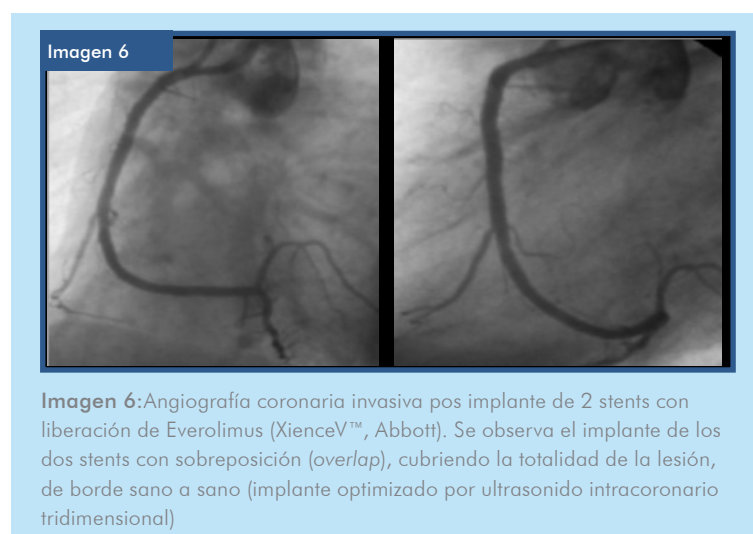 Imagen 6
Imagen 6:Angiografía coronaria invasiva pos implante de 2 stents con
liberación de Everolimus (XienceV™, Abbott). Se observa el implante de los
dos stents con sobreposición (overlap), cubriendo la totalidad de la lesión,
de borde sano a sano (implante optimizado por ultrasonido intracoronario
tridimensional)